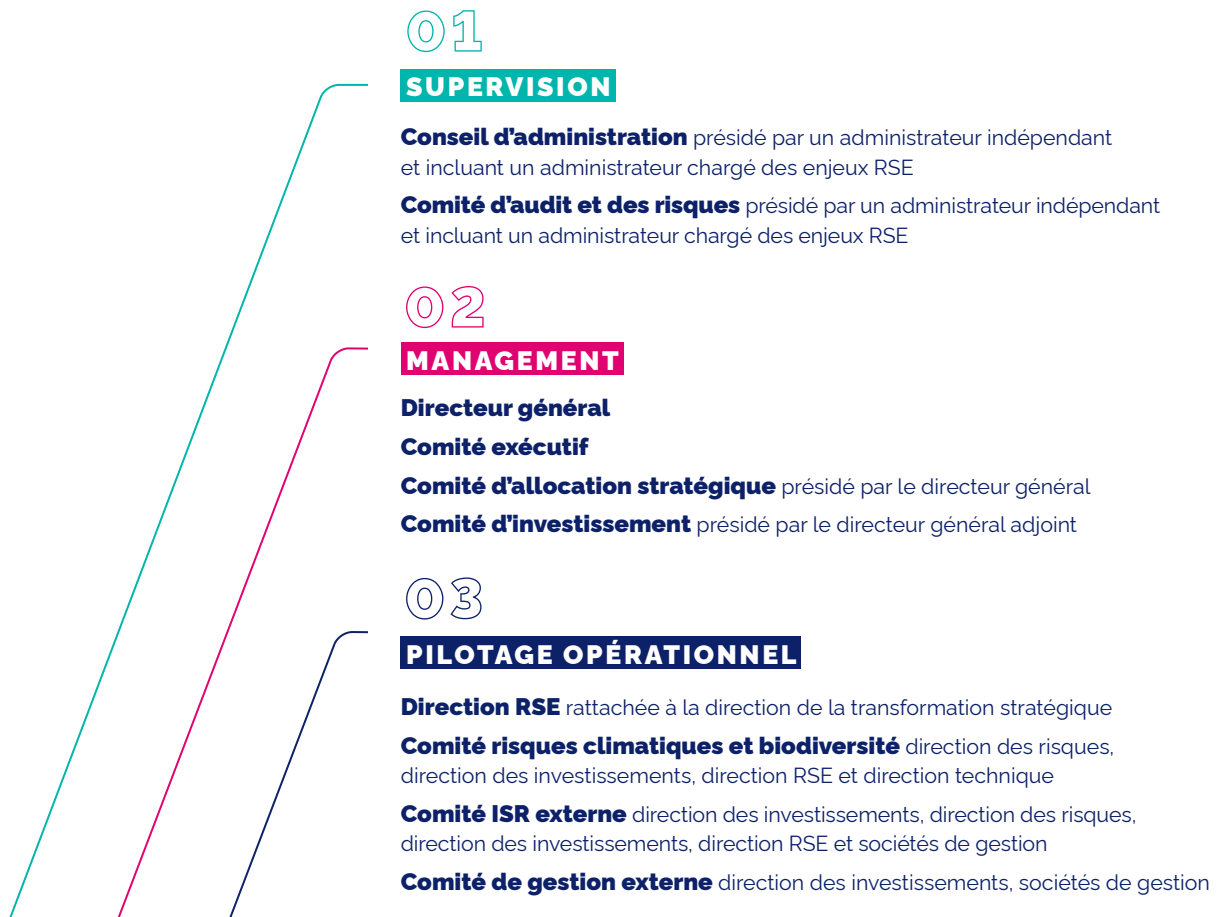 01
SUPERVISION
Conseil d'administration présidé par un administrateur indépendant
et incluant un administrateur chargé des enjeux RSE
Comité d'audit et des risques présidé par un administrateur indépendant
et incluant un administrateur chargé des enjeux RSE
02
MANAGEMENT
Directeur général
Comité exécutif
Comité d'allocation stratégique présidé par le directeur général
Comité d'investissement présidé par le directeur général adjoint
03
PILOTAGE OPÉRATIONNEL
Direction RSE rattachée à la direction de la transformation stratégique
Comité risques climatiques et biodiversité direction des risques,
direction des investissements, direction RSE et direction technique
Comité ISR externe direction des investissements, direction des risques,
direction des investissements, direction RSE et sociétés de gestion
Comité de gestion externe direction des investissements, sociétés de gestion